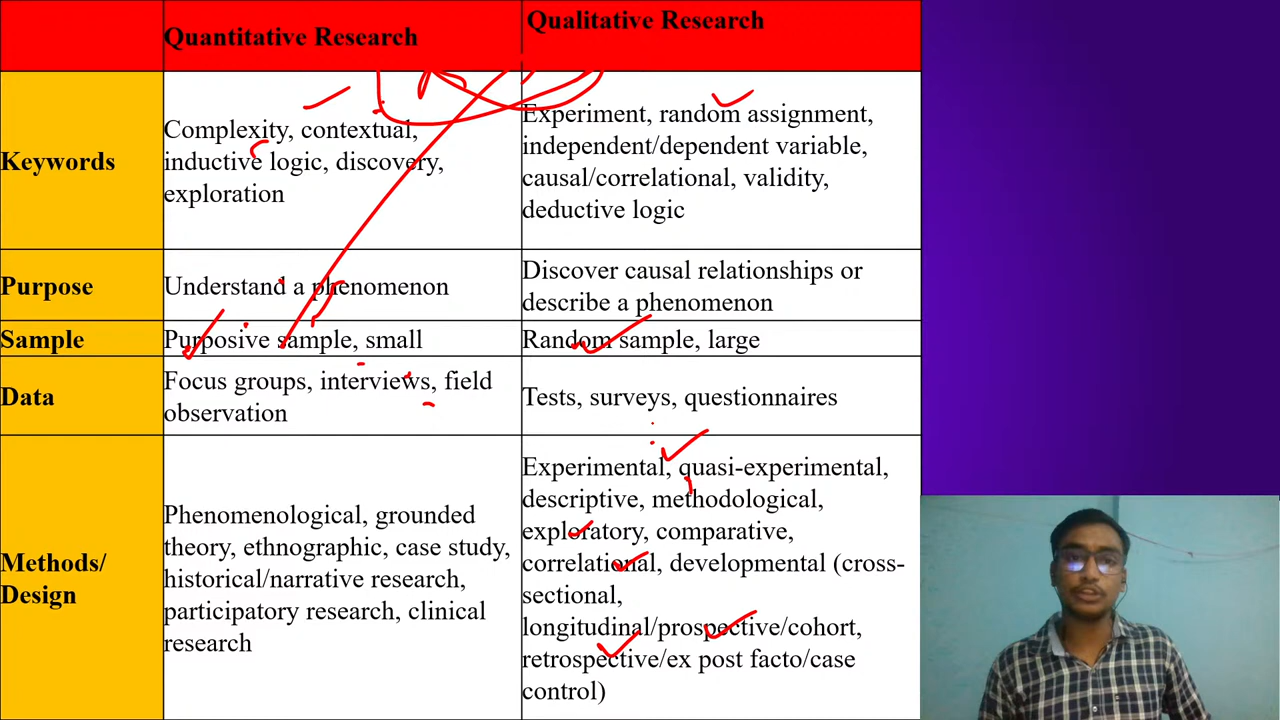 Quantitative Research
Qualitative Research
Keywords
Complexity, contextual,
inductive logic, discovery,
exploration
Experiment, random assignment,
independent/dependent variable,
causal/correlational, validity,
deductive logic
Purpose
Understand a phenomenon
Discover causal relationships or
describe a phenomenon
Sample
Purposive sample, small
Random sample, large
Data
Focus groups, interviews, field
observation
Tests, surveys, questionnaires
Methods/
Design
Phenomenological, grounded
theory, ethnographic, case study,
historical/narrative research,
participatory research, clinical
research
Experimental, quasi-experimental,
descriptive, methodological,
exploratory, comparative,
correlational, developmental (cross-
sectional,
longitudinal/prospective/cohort,
retrospective/ex post facto/case
control)